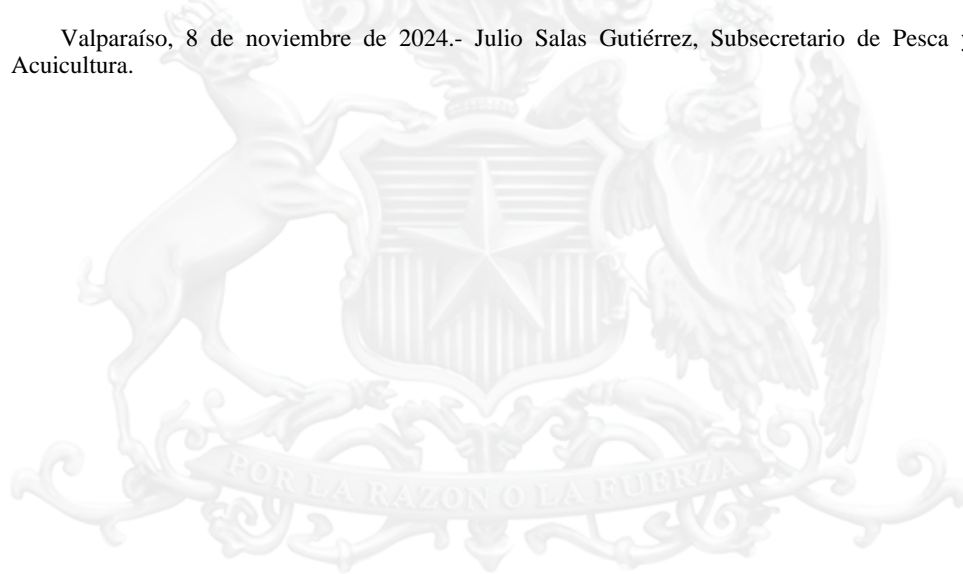 Valparaíso, 8 de noviembre de 2024.- Julio Salas Gutiérrez, Subsecretario de Pesca y
Acuicultura.
POR LA RAZON O LA FUERZA